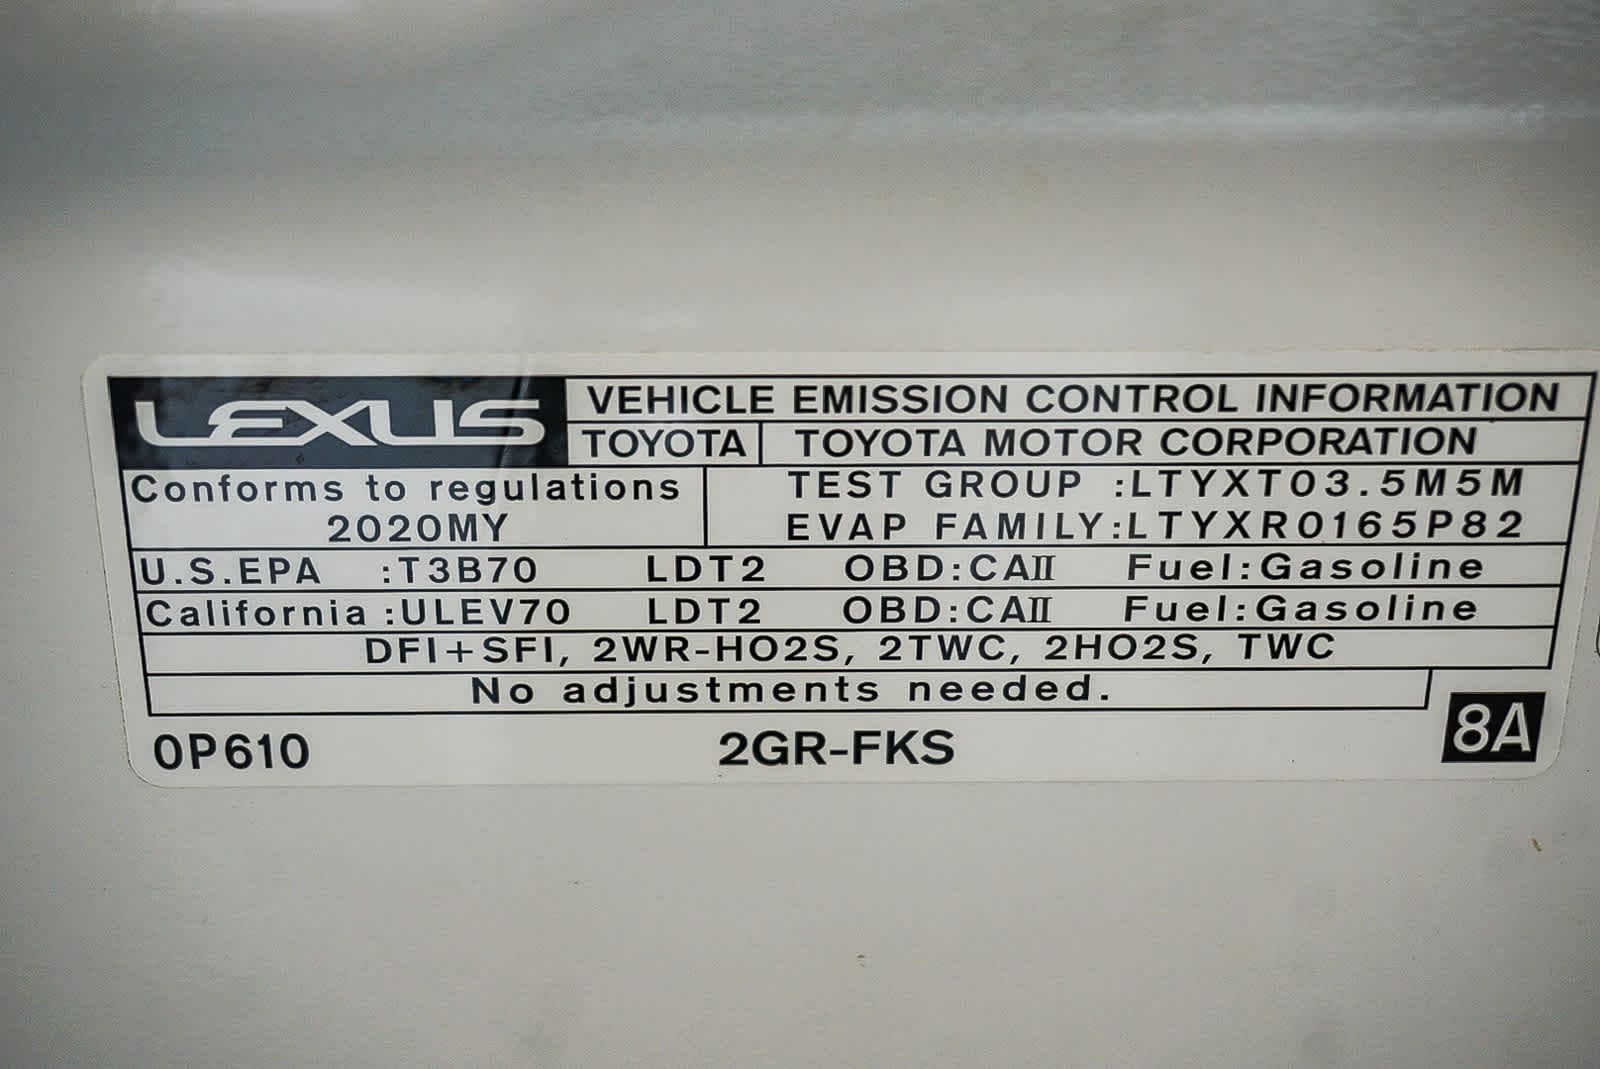 LEXUS
VEHICLE EMISSION CONTROL INFORMATION
TOYOTA TOYOTA MOTOR CORPORATION
Conforms to regulations
2020MY
TEST GROUP :LTYXT03.5M5M
EVAP FAMILY:LTYXR0165P82
U.S.EPA :T3B70 LDT2 OBD:CAII Fuel:Gasoline
California :ULEV70 LDT2 OBD:CAII Fuel:Gasoline
DFI+SFI, 2WR-HO2S, 2TWC, 2HO2S, TWC
No adjustments needed.
0P610 2GR-FKS 8A